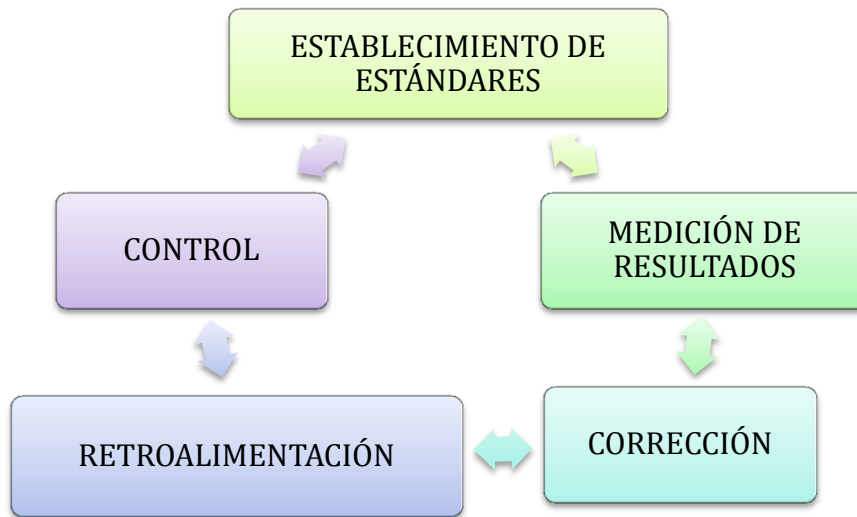 ESTABLECIMIENTO DE
ESTÁNDARES
CONTROL
MEDICIÓN DE
RESULTADOS
RETROALIMENTACIÓN
CORRECCIÓN